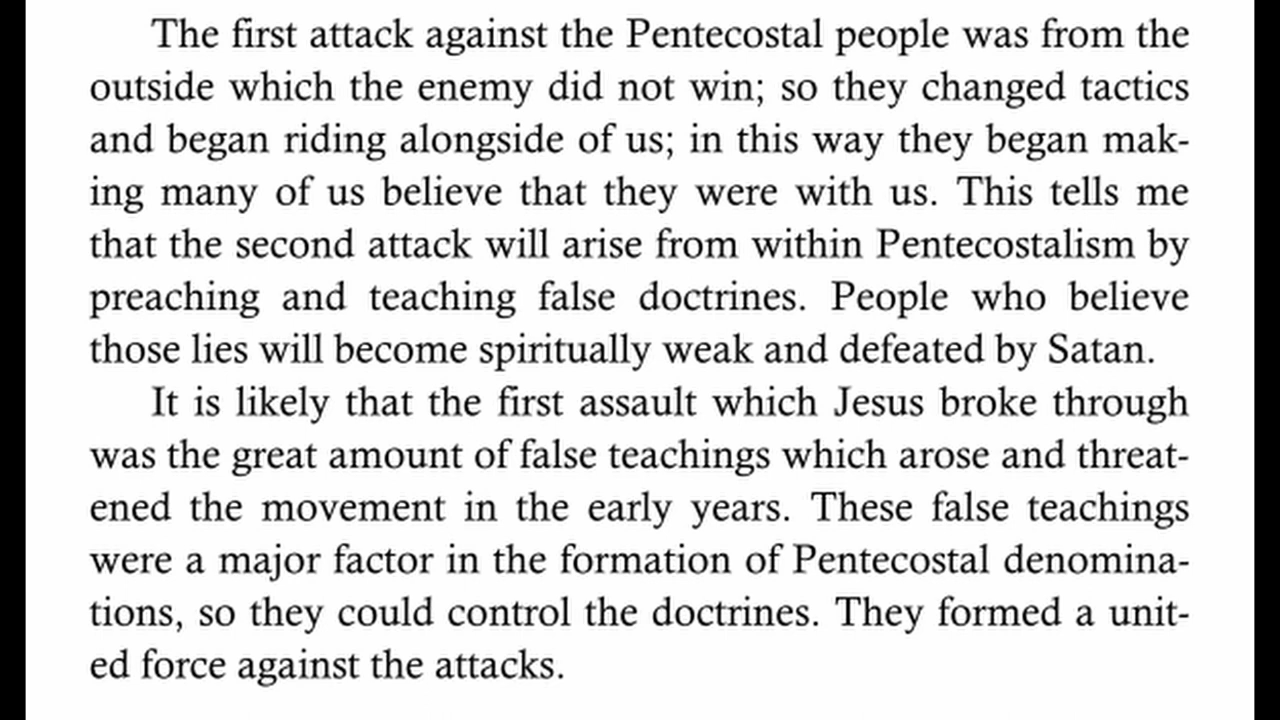 The first attack against the Pentecostal people was from the
outside which the enemy did not win; so they changed tactics
and began riding alongside of us; in this way they began mak-
ing many of us believe that they were with us. This tells me
that the second attack will arise from within Pentecostalism by
preaching and teaching false doctrines. People who believe
those lies will become spiritually weak and defeated by Satan.
It is likely that the first assault which Jesus broke through
was the great amount of false teachings which arose and threat-
ened the movement in the early years. These false teachings
were a major factor in the formation of Pentecostal denomina-
tions, so they could control the doctrines. They formed a unit-
ed force against the attacks.